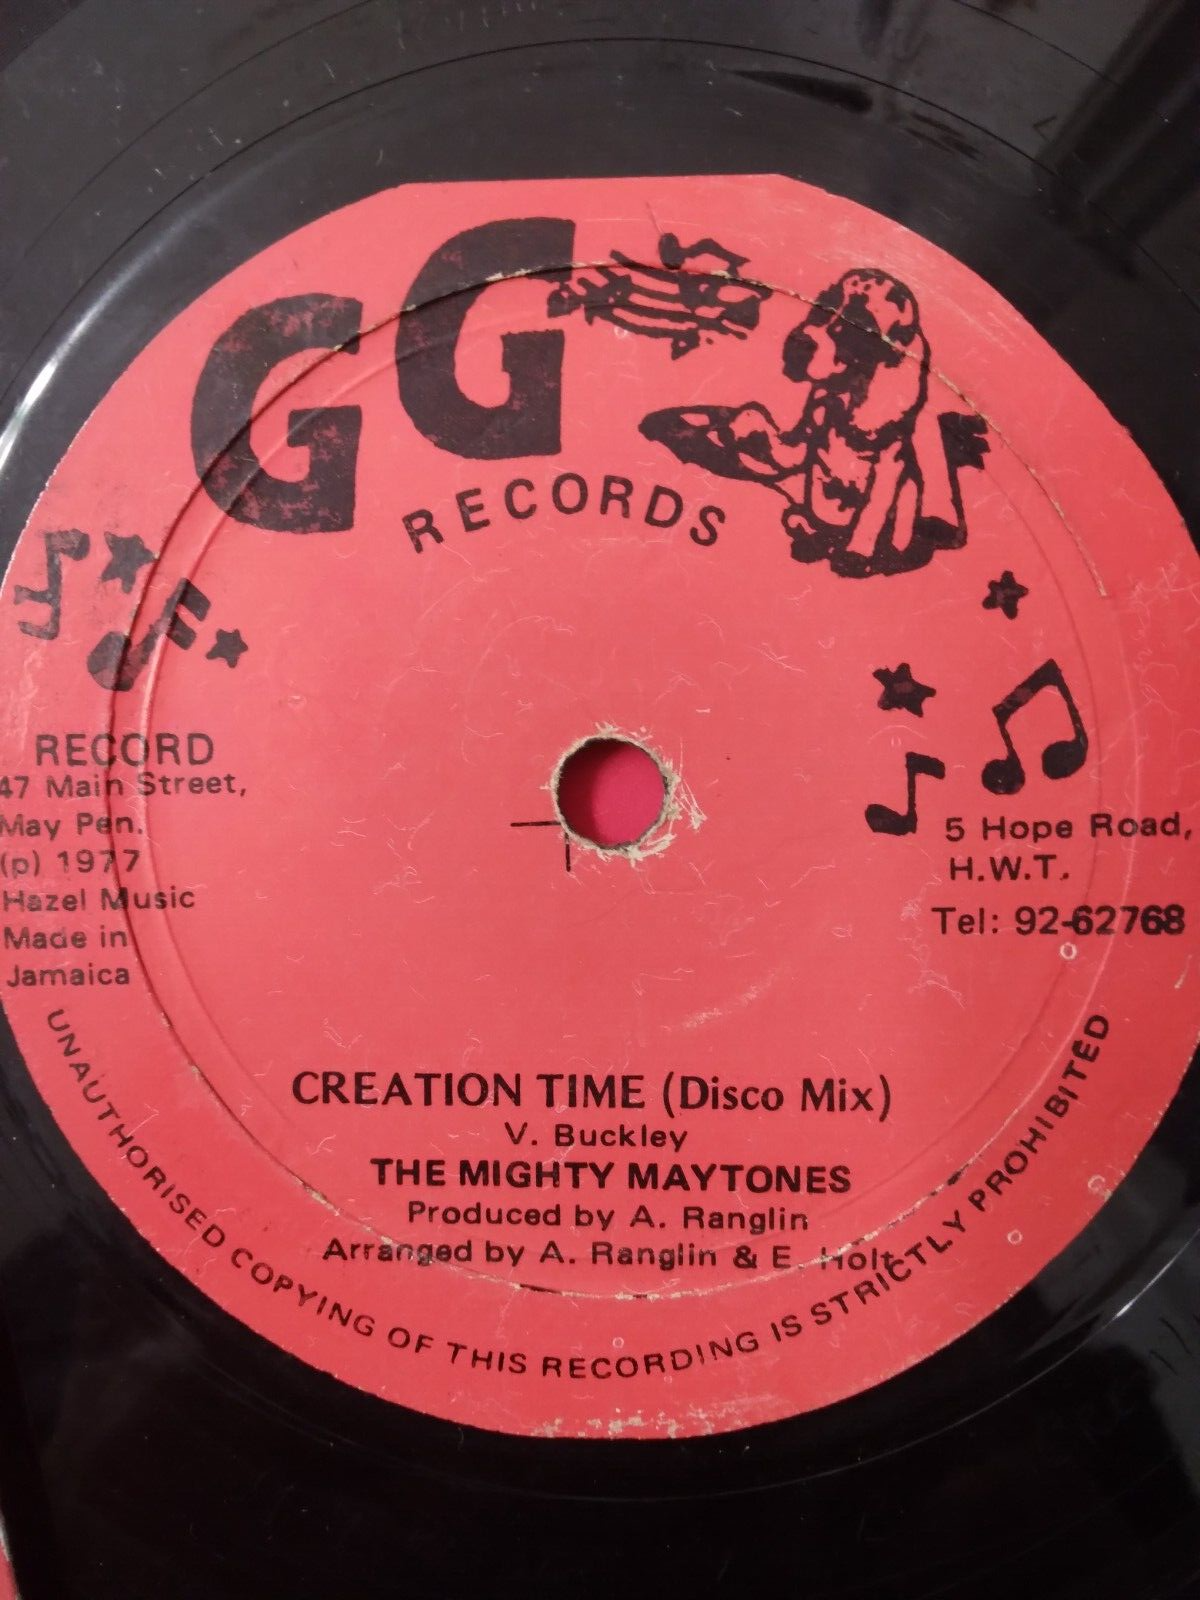 GG
RECORDS
RECORD
47 Main Street,
May Pen.
(p) 1977
Hazel Music
Made in
Jamaica
5 Hope Road,
H.W.T.
Tel: 92-62768
CREATION TIME (Disco Mix)
V. Buckley
THE MIGHTY MAYTONES
Produced by A. Ranglin
Arranged by A. Ranglin & E. Holt
UNAUTHORISED COPYING OF THIS RECORDING IS STRICTLY PROHIBITED